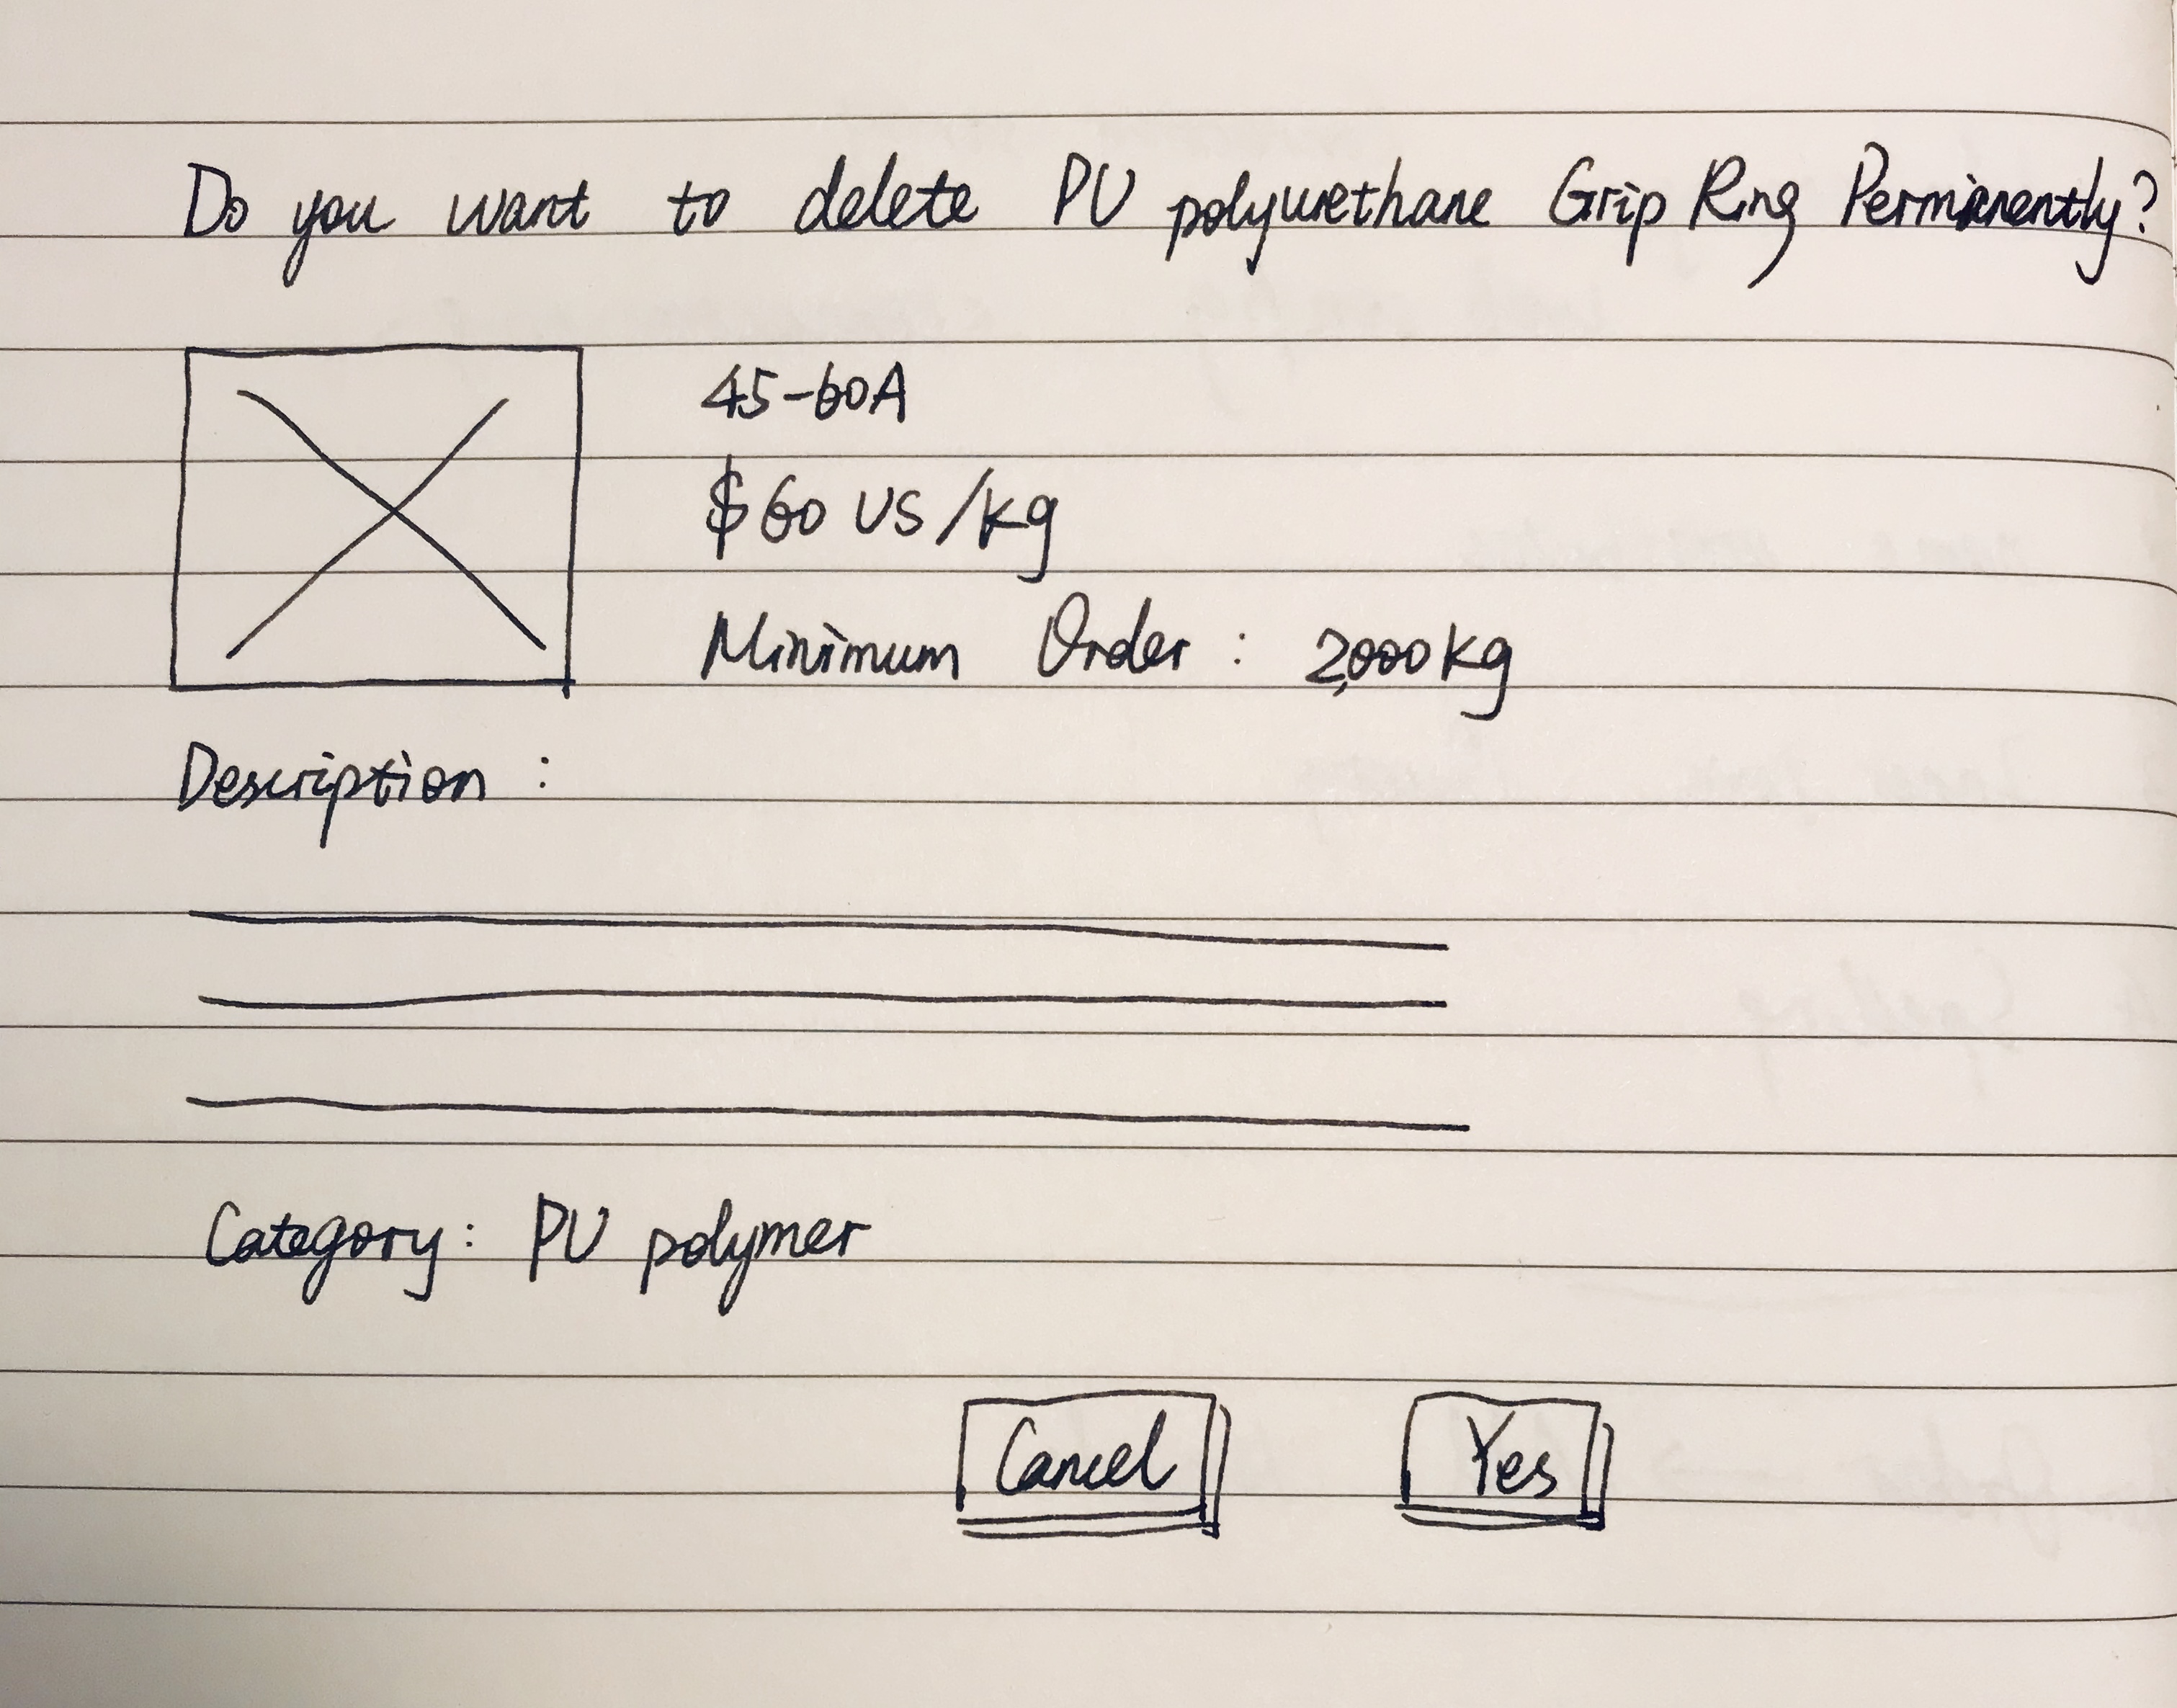 Do you want to delete PU polyurethane Grip Ring Permanently?
45-60A
$60 US/kg
Minimum Order: 2,000kg
Description:
Category: PU polymer
Cancel
Yes